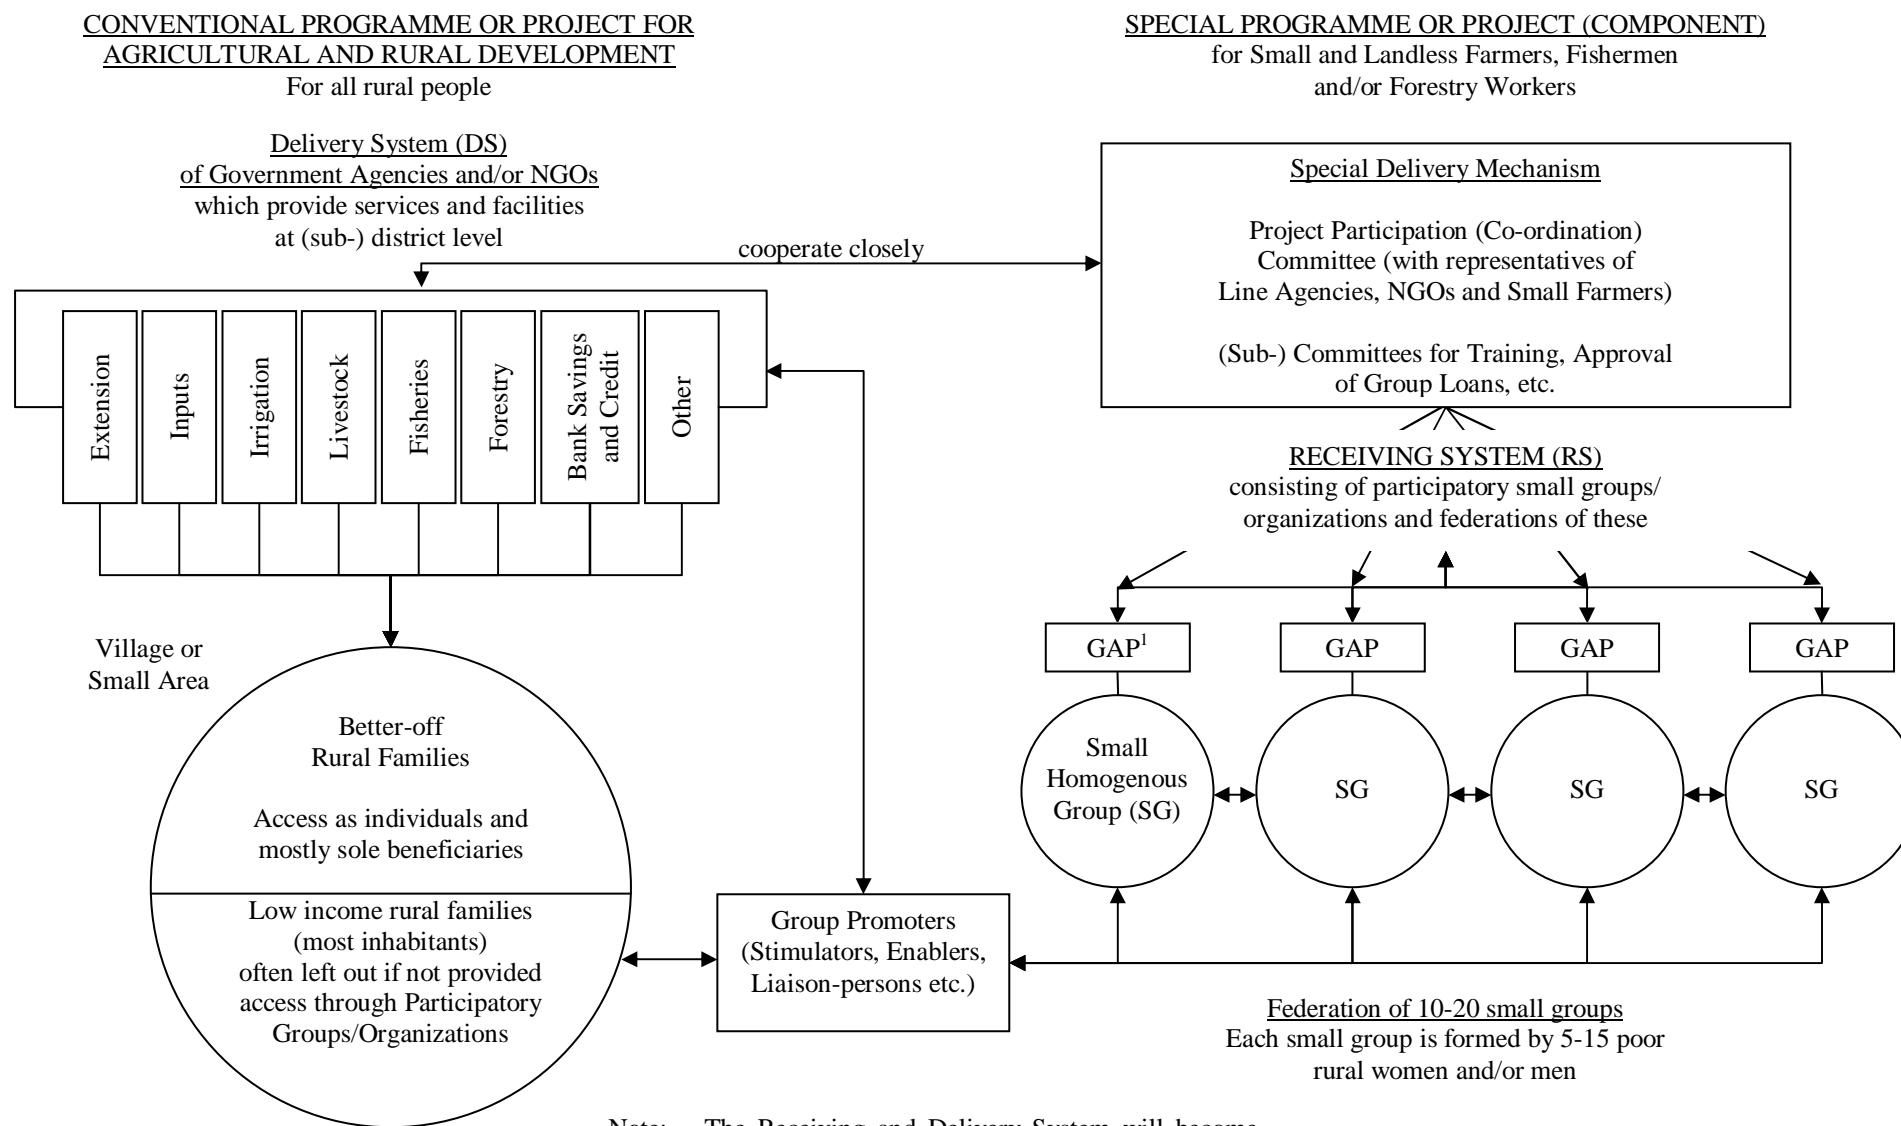 CONVENTIONAL PROGRAMME OR PROJECT FOR
AGRICULTURAL AND RURAL DEVELOPMENT
For all rural people
Delivery System (DS)
of Government Agencies and/or NGOs
which provide services and facilities
at (sub-) district level
SPECIAL PROGRAMME OR PROJECT (COMPONENT)
for Small and Landless Farmers, Fishermen
and/or Forestry Workers
cooperate closely
Special Delivery Mechanism
Project Participation (Co-ordination)
Committee (with representatives of
Line Agencies, NGOs and Small Farmers)
(Sub-) Committees for Training, Approval
of Group Loans, etc.
Extension
Inputs
Irrigation
Livestock
Fisheries
Forestry
Bank Savings
and Credit
Other
RECEIVING SYSTEM (RS)
consisting of participatory small groups/
organizations and federations of these
GAP¹
GAP
GAP
GAP
Village or
Small Area
Better-off
Rural Families
Access as individuals and
mostly sole beneficiaries
Low income rural families
(most inhabitants)
often left out if not provided
access through Participatory
Groups/Organizations
Small
Homogenous
Group (SG)
SG
SG
SG
Group Promoters
(Stimulators, Enablers,
Liaison-persons etc.)
Federation of 10-20 small groups
Each small group is formed by 5-15 poor
rural women and/or men
Note: The Receiving and Delivery System will become